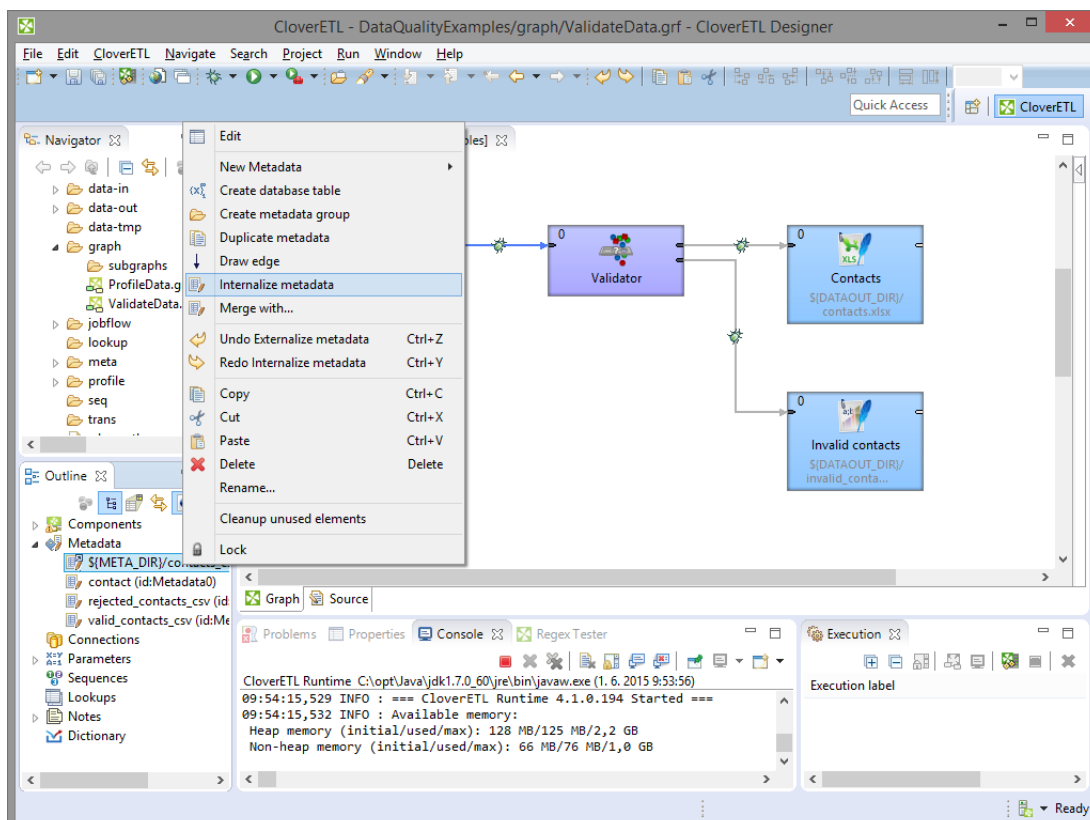 CloverETL - DataQualityExamples/graph/ValidateData.grf - CloverETL Designer
File Edit CloverETL Navigate Search Project Run Window Help
Quick Access
CloverETL
Navigator
data-in
data-out
data-tmp
graph
subgraphs
ProfileData.g
ValidateData.
jobflow
lookup
meta
profile
seq
trans
Edit
New Metadata
Create database table
Create metadata group
Duplicate metadata
Draw edge
Internalize metadata
Merge with...
Undo Externalize metadata Ctrl+Z
Redo Internalize metadata Ctrl+Y
Copy Ctrl+C
Cut Ctrl+X
Paste Ctrl+V
Delete Delete
Rename...
Cleanup unused elements
Lock
ples]
0
Validator
0
XLS
Contacts
${DATAOUT_DIR}/
contacts.xlsx
0
a;b
Invalid contacts
${DATAOUT_DIR}/
invalid_conta...
Outline
Components
Metadata
${META_DIR}/contacts_c
contact (id:Metadata0)
rejected_contacts_csv (id
valid_contacts_csv (id:Me
Connections
Parameters
Sequences
Lookups
Notes
Dictionary
Graph Source
Problems Properties Console Regex Tester
CloverETL Runtime C:\opt\Java\jdk1.7.0_60\jre\bin\javaw.exe (1. 6. 2015 9:53:56)
09:54:15,529 INFO : === CloverETL Runtime 4.1.0.194 Started ===
09:54:15,532 INFO : Available memory:
Heap memory (initial/used/max): 128 MB/125 MB/2,2 GB
Non-heap memory (initial/used/max): 66 MB/76 MB/1,0 GB
Execution
Execution label
Ready